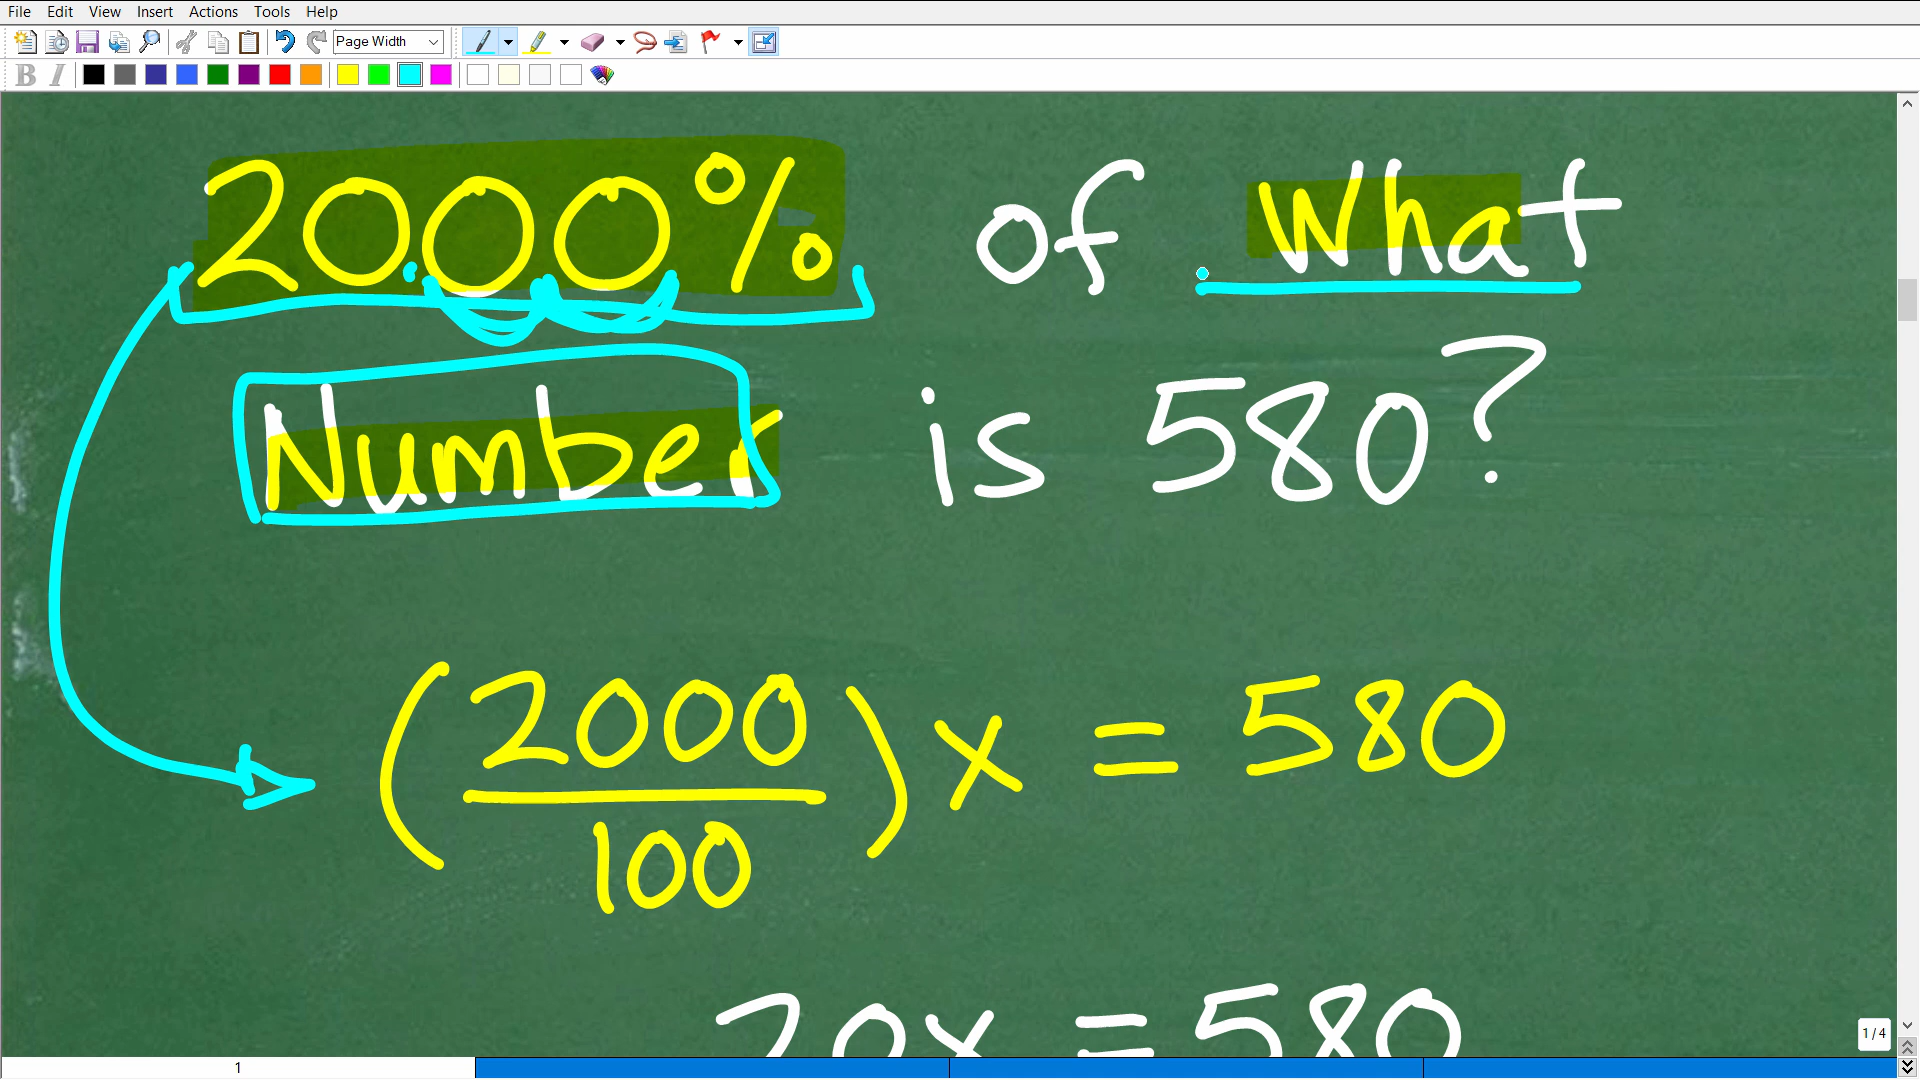 File Edit View Insert Actions Tools Help
Page Width
B I
2000% of What
Number is 580?
(2000/100)x = 580
20x = 580
1/4
1